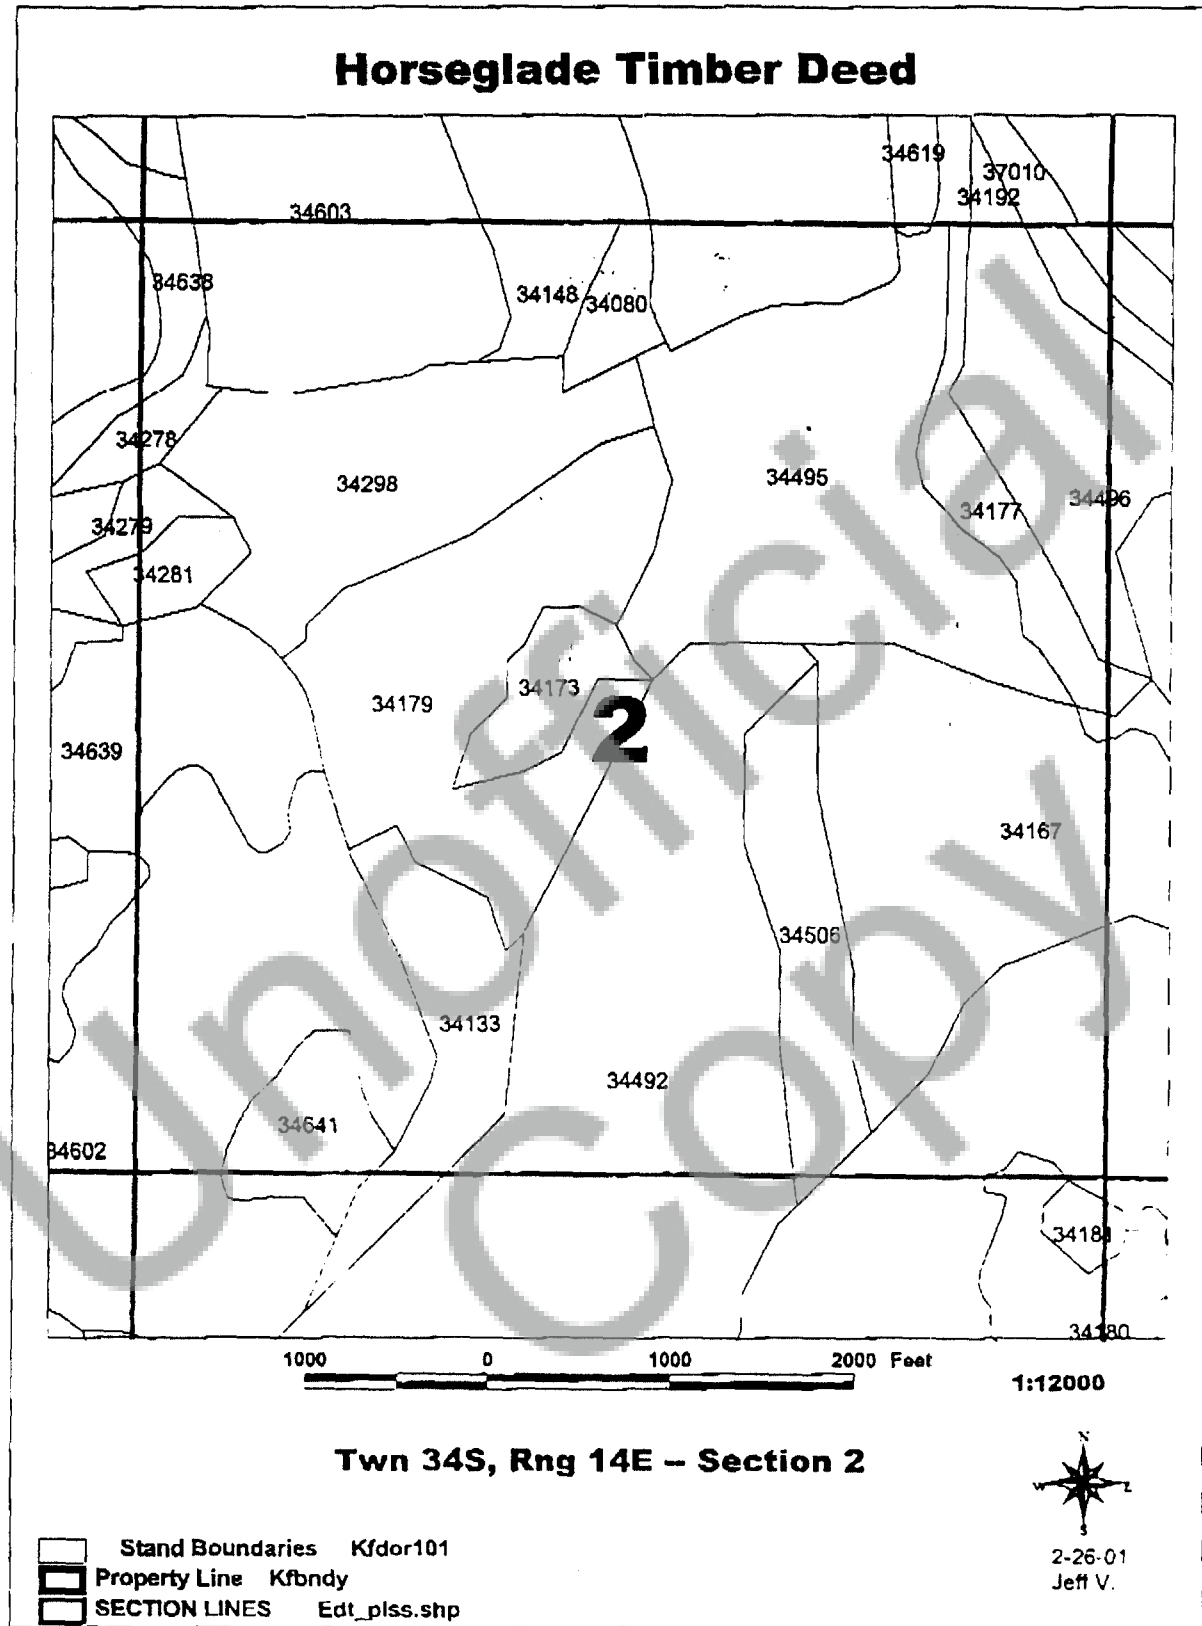 Horseglade Timber Deed
34619
37010
34192
34603
34638
34148
34080
34278
34298
34495
34496
34177
34279
34281
34173
34179
2
34639
34167
34506
34133
34492
34641
34602
34181
34180
1000 0 1000 2000 Feet
1:12000
Twn 34S, Rng 14E – Section 2
N
W E
S
2-26-01
Jeff V.
Stand Boundaries Kfdor101
Property Line Kfbndy
SECTION LINES Edt_plss.shp
Unofficial
Copy